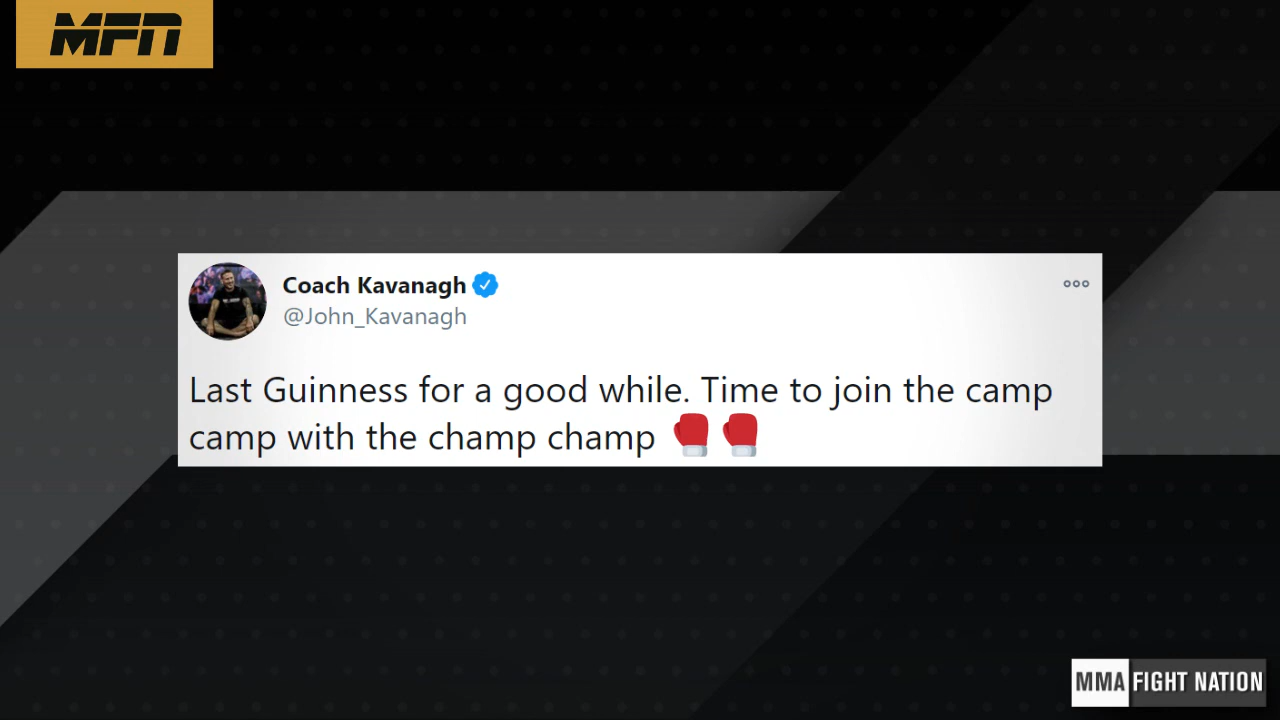 MFN
Coach Kavanagh
@John_Kavanagh
Last Guinness for a good while. Time to join the camp
camp with the champ champ 🥊🥊
MMA FIGHT NATION